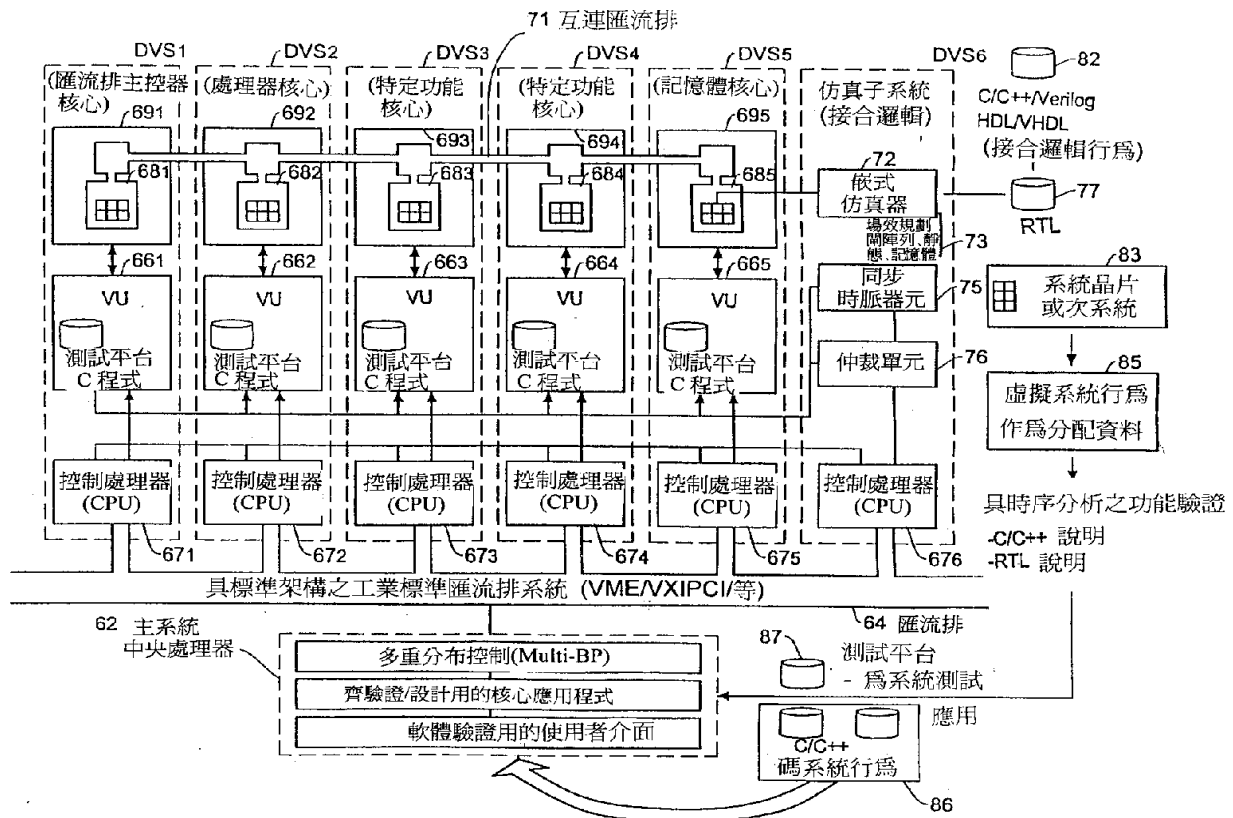 71 互連匯流排
DVS1
DVS2
DVS3
DVS4
DVS5
DVS6
82
(匯流排主控器
核心)
(處理器核心)
(特定功能
核心)
(特定功能
核心)
(記憶體核心)
仿真子系統
(接合邏輯)
C/C++/Verilog
HDL/VHDL
(接合邏輯行爲)
691
692
693
694
695
681
682
683
684
685
72
嵌式
仿真器
77
RTL
場效規劃
閘陣列、靜
態、記憶體
73
661
662
663
664
665
VU
VU
VU
VU
VU
測試平台
C 程式
測試平台
C 程式
測試平台
C 程式
測試平台
C 程式
測試平台
C 程式
同步
時脈器元
75
仲裁單元
76
83
系統晶片
或次系統
85
虛擬系統行爲
作爲分配資料
控制處理器
(CPU)
控制處理器
(CPU)
控制處理器
(CPU)
控制處理器
(CPU)
控制處理器
(CPU)
控制處理器
(CPU)
671
672
673
674
675
676
具時序分析之功能驗證
-C/C++ 說明
-RTL 說明
具標準架構之工業標準匯流排系統 (VME/VXIPCI/等)
62 主系統
中央處理器
64 匯流排
多重分布控制(Multi-BP)
齊驗證/設計用的核心應用程式
軟體驗證用的使用者介面
87
測試平台
- 爲系統測試
應用
C/C++
碼系統行爲
86